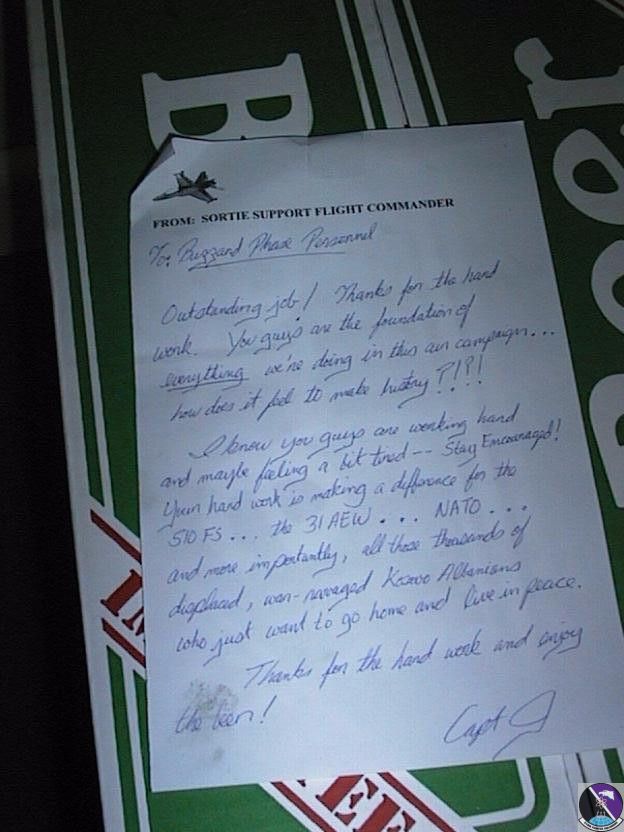 B
er
FROM: SORTIE SUPPORT FLIGHT COMMANDER
To: Buzzard Phase Personnel
Outstanding job! Thanks for the hard
work. You guys are the foundation of
everything we're doing in this air campaign...
how does it feel to make history?!?!
I know you guys are working hard
and maybe feeling a bit tired -- Stay Encouraged!
Your hard work is making a difference for the
510 FS... the 31 AEW... NATO...
and more importantly, all those thousands of
displaced, war-ravaged Kosovo Albanians
who just want to go home and live in peace.
Thanks for the hard work and enjoy
the beer!
Capt J